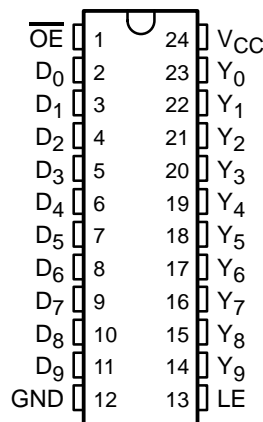 OE 1 24 VCC
D0 2 23 Y0
D1 3 22 Y1
D2 4 21 Y2
D3 5 20 Y3
D4 6 19 Y4
D5 7 18 Y5
D6 8 17 Y6
D7 9 16 Y7
D8 10 15 Y8
D9 11 14 Y9
GND 12 13 LE